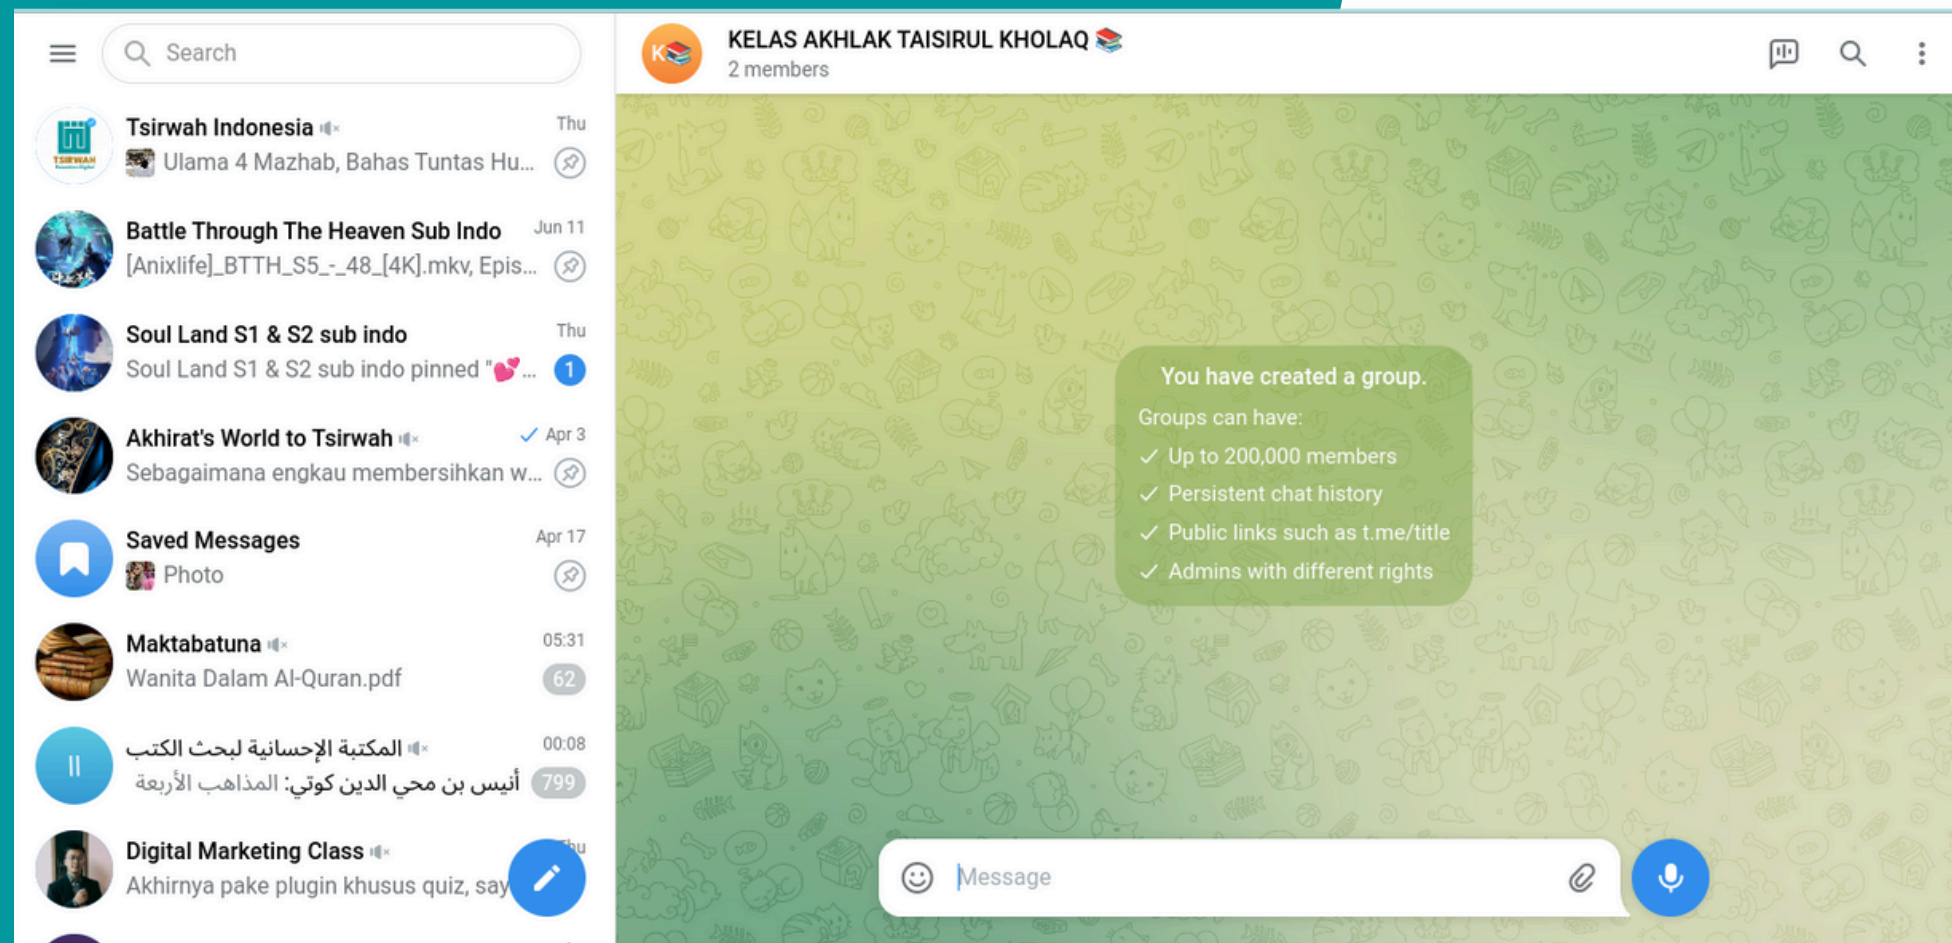 Search
Tsirwah Indonesia
Thu
Ulama 4 Mazhab, Bahas Tuntas Hu...
Battle Through The Heaven Sub Indo
Jun 11
[Anixlife]_BTTH_S5_-_48_[4K].mkv, Epis...
Soul Land S1 & S2 sub indo
Thu
Soul Land S1 & S2 sub indo pinned "💕...
1
Akhirat's World to Tsirwah
Apr 3
Sebagaimana engkau membersihkan w...
Saved Messages
Apr 17
Photo
Maktabatuna
05:31
Wanita Dalam Al-Quran.pdf
62
المكتبة الإحسانية لبحث الكتب
00:08
أنيس بن محي الدين كوتي: المذاهب الأربعة
799
Digital Marketing Class
Akhirnya pake plugin khusus quiz, say
K📚
KELAS AKHLAK TAISIRUL KHOLAQ 📚
2 members
You have created a group.
Groups can have:
✓ Up to 200,000 members
✓ Persistent chat history
✓ Public links such as t.me/title
✓ Admins with different rights
Message
TSIRWAH